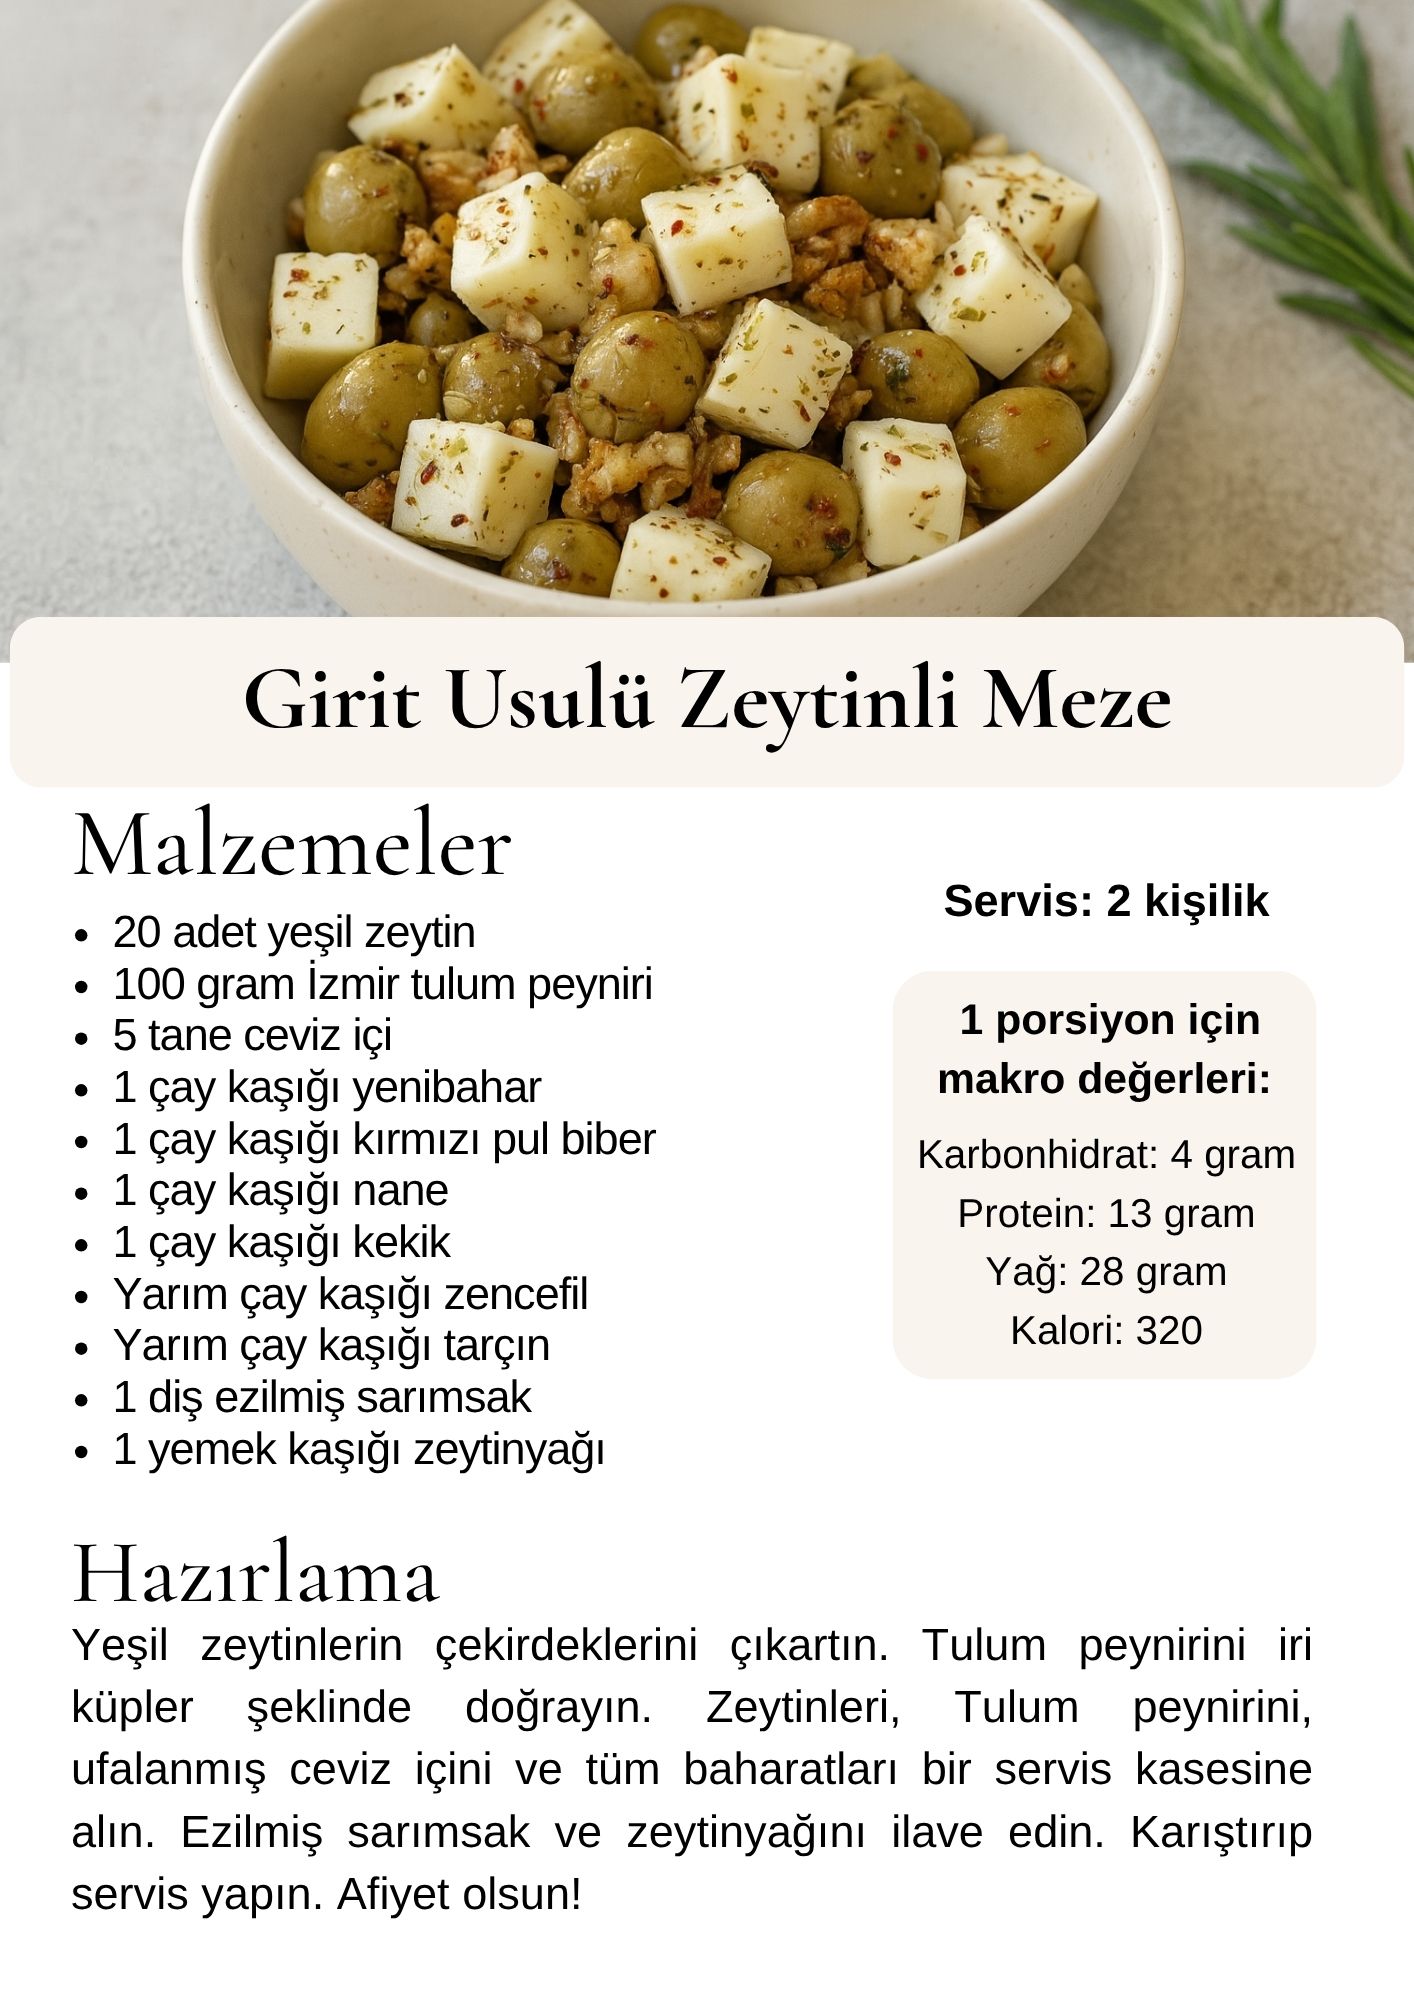 Girit Usulü Zeytinli Meze
Malzemeler
• 20 adet yeşil zeytin
• 100 gram İzmir tulum peyniri
• 5 tane ceviz içi
• 1 çay kaşığı yenibahar
• 1 çay kaşığı kırmızı pul biber
• 1 çay kaşığı nane
• 1 çay kaşığı kekik
• Yarım çay kaşığı zencefil
• Yarım çay kaşığı tarçın
• 1 diş ezilmiş sarımsak
• 1 yemek kaşığı zeytinyağı
Servis: 2 kişilik
1 porsiyon için
makro değerleri:
Karbonhidrat: 4 gram
Protein: 13 gram
Yağ: 28 gram
Kalori: 320
Hazırlama
Yeşil zeytinlerin çekirdeklerini çıkartın. Tulum peynirini iri
küpler şeklinde doğrayın. Zeytinleri, Tulum peynirini,
ufalanmış ceviz içini ve tüm baharatları bir servis kasesine
alın. Ezilmiş sarımsak ve zeytinyağını ilave edin. Karıştırıp
servis yapın. Afiyet olsun!